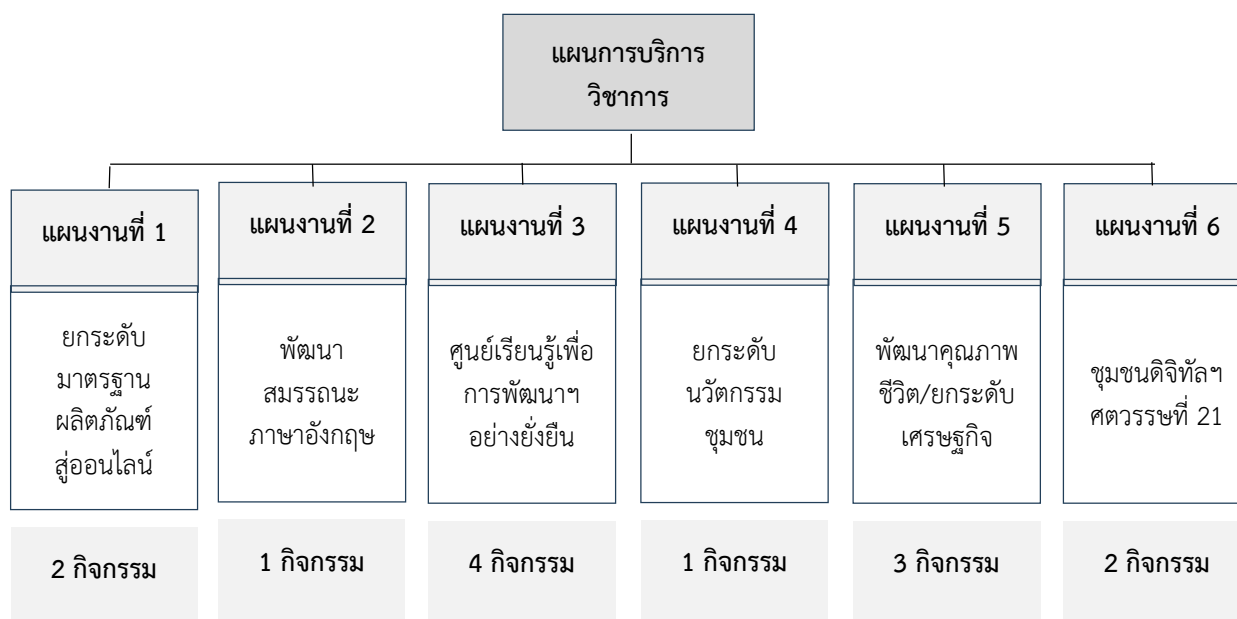 แผนการบริการ
วิชาการ
แผนงานที่ 1
ยกระดับ
มาตรฐาน
ผลิตภัณฑ์
สู่ออนไลน์
2 กิจกรรม
แผนงานที่ 2
พัฒนา
สมรรถนะ
ภาษาอังกฤษ
1 กิจกรรม
แผนงานที่ 3
ศูนย์เรียนรู้เพื่อ
การพัฒนาฯ
อย่างยั่งยืน
4 กิจกรรม
แผนงานที่ 4
ยกระดับ
นวัตกรรม
ชุมชน
1 กิจกรรม
แผนงานที่ 5
พัฒนาคุณภาพ
ชีวิต/ยกระดับ
เศรษฐกิจ
3 กิจกรรม
แผนงานที่ 6
ชุมชนดิจิทัลฯ
ศตวรรษที่ 21
2 กิจกรรม